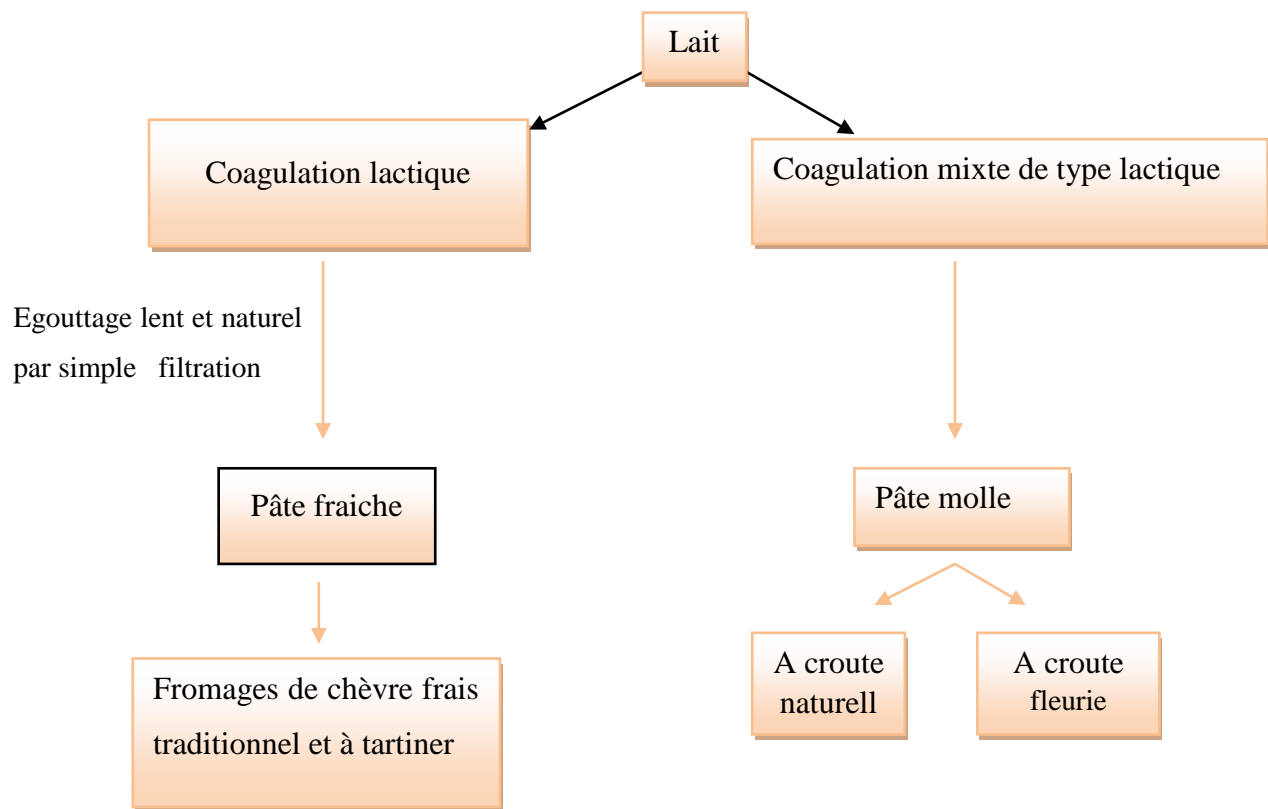 Lait
Coagulation lactique
Coagulation mixte de type lactique
Egouttage lent et naturel
par simple filtration
Pâte fraiche
Pâte molle
A croute
naturell
A croute
fleurie
Fromages de chèvre frais
traditionnel et à tartiner